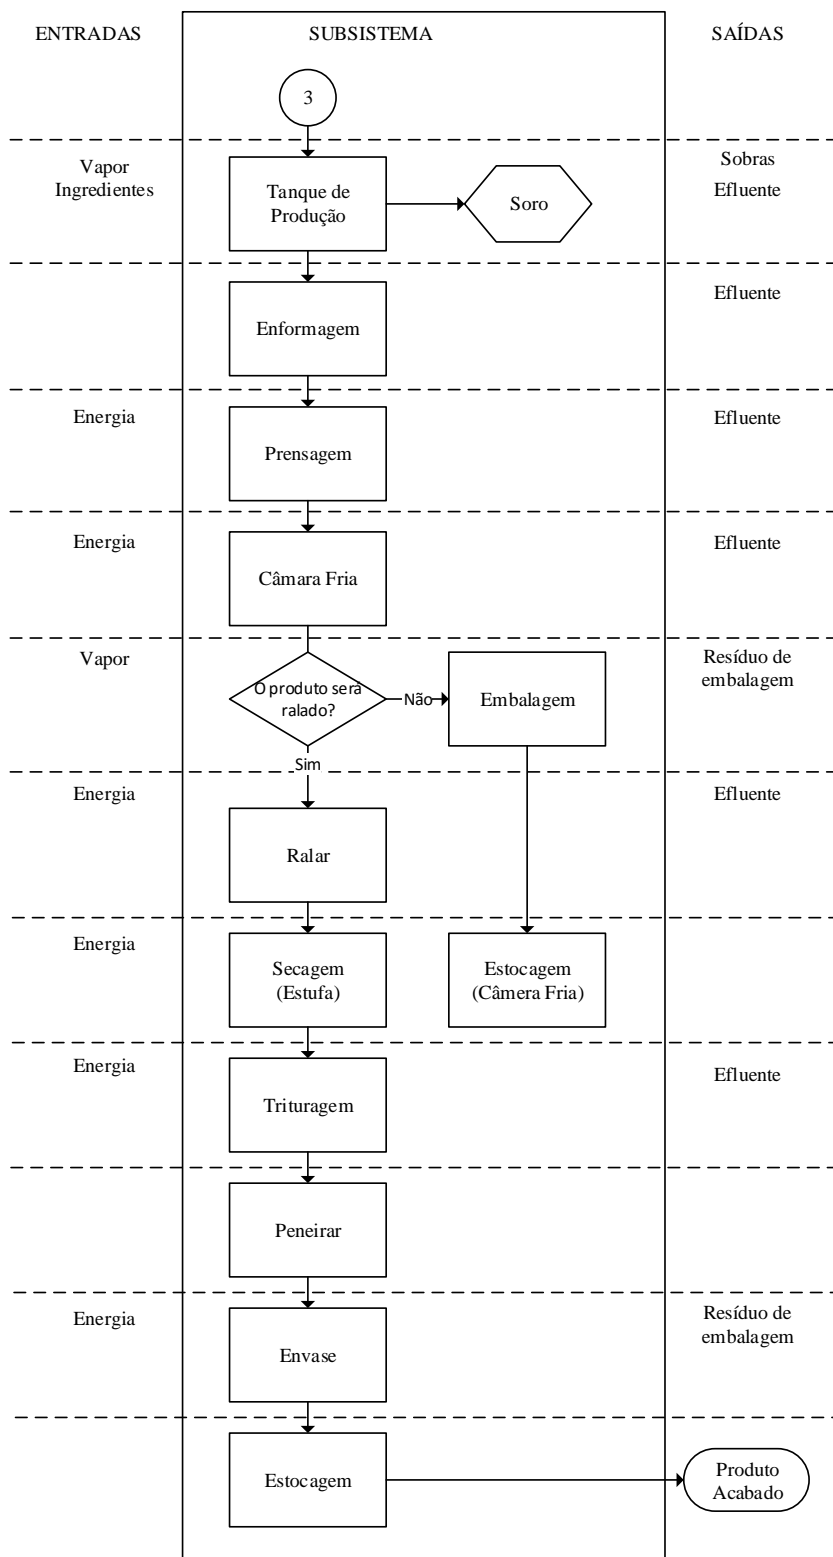 ENTRADAS
SUBSISTEMA
SAÍDAS
3
Vapor
Ingredientes
Tanque de
Produção
Soro
Sobras
Efluente
Enformagem
Efluente
Energia
Prensagem
Efluente
Energia
Câmara Fria
Efluente
Vapor
O produto será
ralado?
Não
Embalagem
Resíduo de
embalagem
Sim
Energia
Ralar
Efluente
Energia
Secagem
(Estufa)
Estocagem
(Câmera Fria)
Energia
Trituragem
Efluente
Peneirar
Energia
Envase
Resíduo de
embalagem
Estocagem
Produto
Acabado